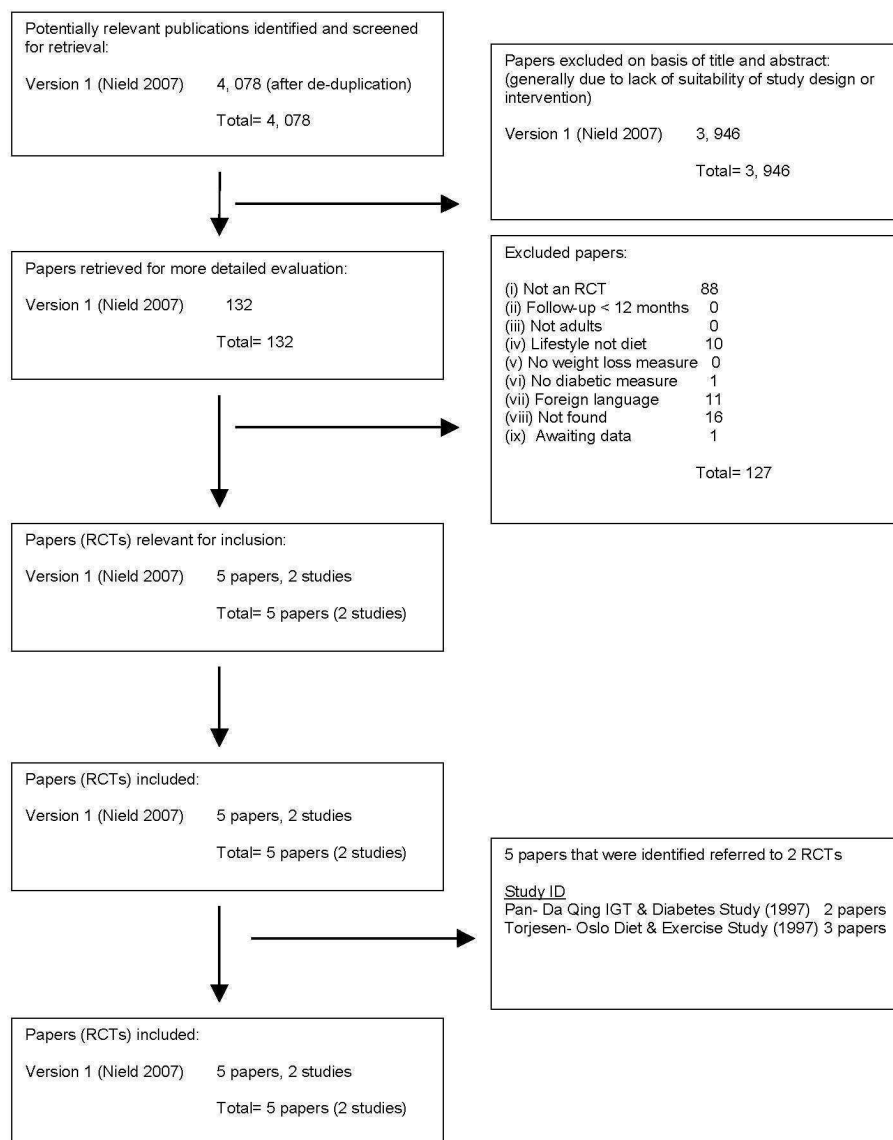 Potentially relevant publications identified and screened
for retrieval:
Version 1 (Nield 2007) 4, 078 (after de-duplication)
Total= 4, 078
Papers excluded on basis of title and abstract:
(generally due to lack of suitability of study design or
intervention)
Version 1 (Nield 2007) 3, 946
Total= 3, 946
Papers retrieved for more detailed evaluation:
Version 1 (Nield 2007) 132
Total= 132
Excluded papers:
(i) Not an RCT 88
(ii) Follow-up < 12 months 0
(iii) Not adults 0
(iv) Lifestyle not diet 10
(v) No weight loss measure 0
(vi) No diabetic measure 1
(vii) Foreign language 11
(viii) Not found 16
(ix) Awaiting data 1
Total= 127
Papers (RCTs) relevant for inclusion:
Version 1 (Nield 2007) 5 papers, 2 studies
Total= 5 papers (2 studies)
Papers (RCTs) included:
Version 1 (Nield 2007) 5 papers, 2 studies
Total= 5 papers (2 studies)
5 papers that were identified referred to 2 RCTs
Study ID
Pan- Da Qing IGT & Diabetes Study (1997) 2 papers
Torjesen- Oslo Diet & Exercise Study (1997) 3 papers
Papers (RCTs) included:
Version 1 (Nield 2007) 5 papers, 2 studies
Total= 5 papers (2 studies)